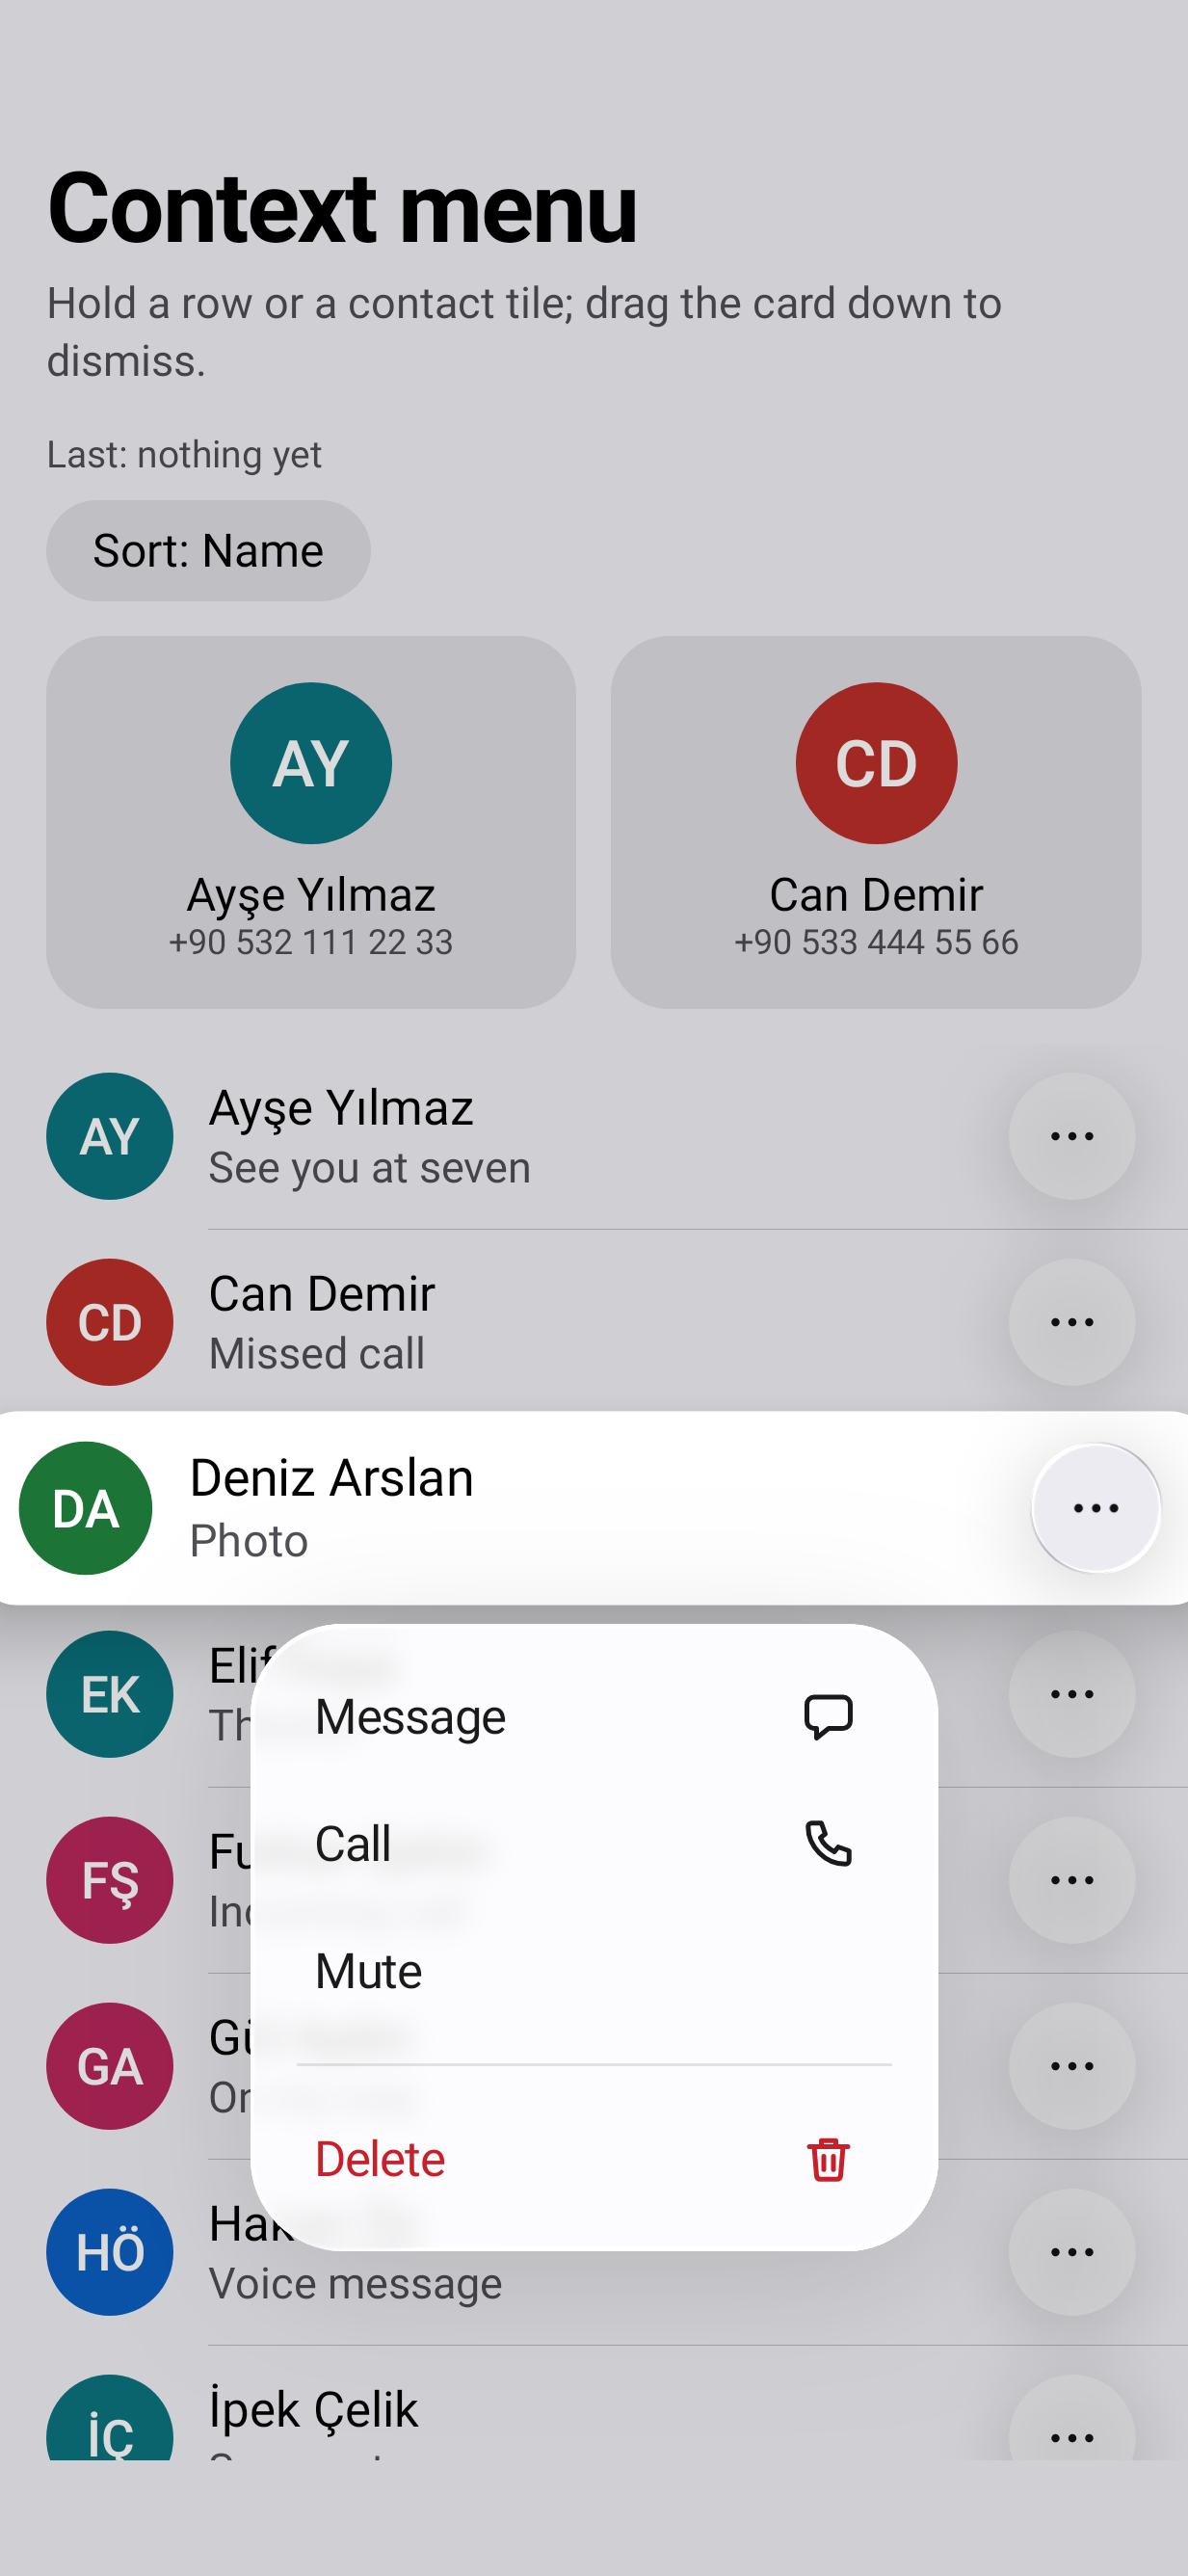 Context menu
Hold a row or a contact tile; drag the card down to
dismiss.
Last: nothing yet
Sort: Name
AY
CD
Ayşe Yılmaz
Can Demir
+90 532 111 22 33
+90 533 444 55 66
AY
Ayşe Yılmaz
See you at seven
CD
Can Demir
Missed call
DA
Deniz Arslan
Photo
EK
Elif
Message
FŞ
Call
Mute
GA
Delete
HÖ
Voice message
İÇ
İpek Çelik